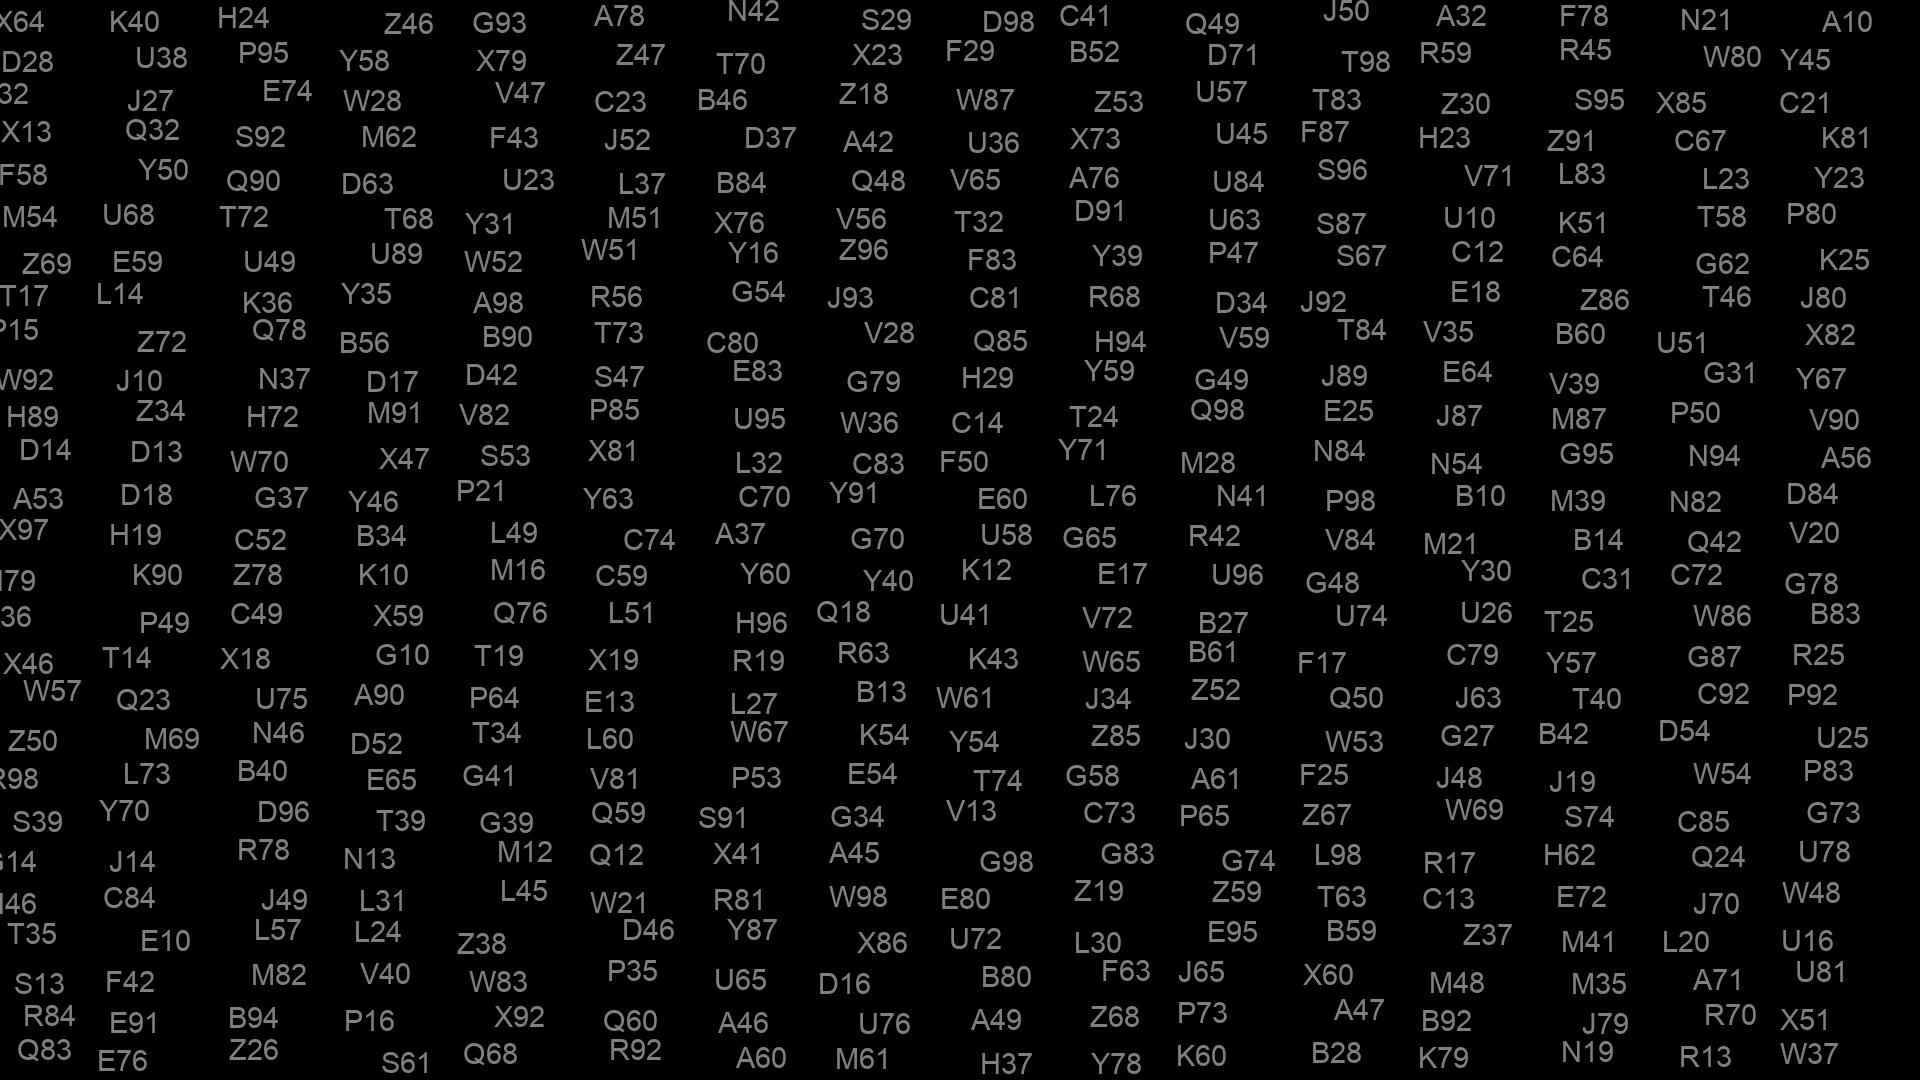 X64 K40 H24 Z46 G93 A78 N42 S29 D98 C41 Q49 J50 A32 F78 N21 A10
D28 U38 P95 Y58 X79 Z47 T70 X23 F29 B52 D71 T98 R59 R45 W80 Y45
32 J27 E74 W28 V47 C23 B46 Z18 W87 Z53 U57 T83 Z30 S95 X85 C21
X13 Q32 S92 M62 F43 J52 D37 A42 U36 X73 U45 F87 H23 Z91 C67 K81
F58 Y50 Q90 D63 U23 L37 B84 Q48 V65 A76 U84 S96 V71 L83 L23 Y23
M54 U68 T72 T68 Y31 M51 X76 V56 T32 D91 U63 S87 U10 K51 T58 P80
Z69 E59 U49 U89 W52 W51 Y16 Z96 F83 Y39 P47 S67 C12 C64 G62 K25
T17 L14 K36 Y35 A98 R56 G54 J93 C81 R68 D34 J92 E18 Z86 T46 J80
P15 Z72 Q78 B56 B90 T73 C80 V28 Q85 H94 V59 T84 V35 B60 U51 X82
W92 J10 N37 D17 D42 S47 E83 G79 H29 Y59 G49 J89 E64 V39 G31 Y67
H89 Z34 H72 M91 V82 P85 U95 W36 C14 T24 Q98 E25 J87 M87 P50 V90
D14 D13 W70 X47 S53 X81 L32 C83 F50 Y71 M28 N84 N54 G95 N94 A56
A53 D18 G37 Y46 P21 Y63 C70 Y91 E60 L76 N41 P98 B10 M39 N82 D84
X97 H19 C52 B34 L49 C74 A37 G70 U58 G65 R42 V84 M21 B14 Q42 V20
79 K90 Z78 K10 M16 C59 Y60 Y40 K12 E17 U96 G48 Y30 C31 C72 G78
36 P49 C49 X59 Q76 L51 H96 Q18 U41 V72 B27 U74 U26 T25 W86 B83
X46 T14 X18 G10 T19 X19 R19 R63 K43 W65 B61 F17 C79 Y57 G87 R25
W57 Q23 U75 A90 P64 E13 L27 B13 W61 J34 Z52 Q50 J63 T40 C92 P92
Z50 M69 N46 D52 T34 L60 W67 K54 Y54 Z85 J30 W53 G27 B42 D54 U25
R98 L73 B40 E65 G41 V81 P53 E54 T74 G58 A61 F25 J48 J19 W54 P83
S39 Y70 D96 T39 G39 Q59 S91 G34 V13 C73 P65 Z67 W69 S74 C85 G73
G14 J14 R78 N13 M12 Q12 X41 A45 G98 G83 G74 L98 R17 H62 Q24 U78
46 C84 J49 L31 L45 W21 R81 W98 E80 Z19 Z59 T63 C13 E72 J70 W48
T35 E10 L57 L24 Z38 D46 Y87 X86 U72 L30 E95 B59 Z37 M41 L20 U16
S13 F42 M82 V40 W83 P35 U65 D16 B80 F63 J65 X60 M48 M35 A71 U81
R84 E91 B94 P16 X92 Q60 A46 U76 A49 Z68 P73 A47 B92 J79 R70 X51
Q83 E76 Z26 S61 Q68 R92 A60 M61 H37 Y78 K60 B28 K79 N19 R13 W37